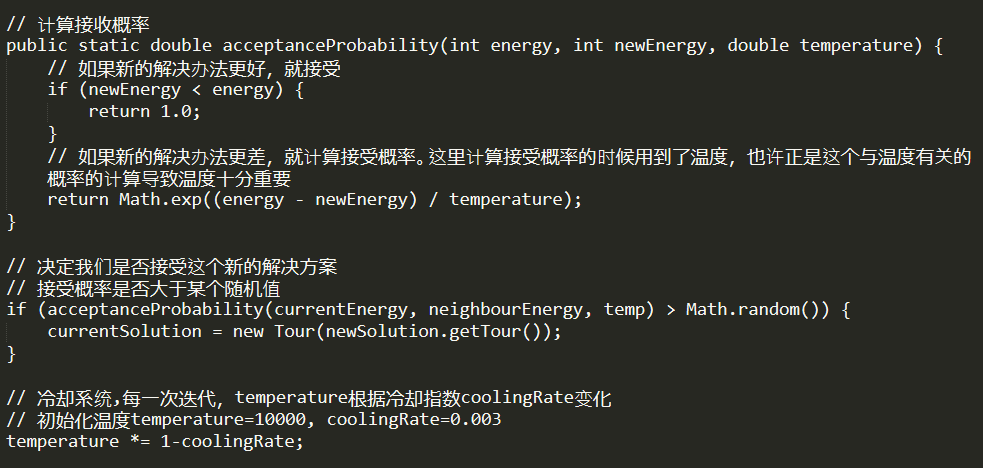 // 计算接收概率
public static double acceptanceProbability(int energy, int newEnergy, double temperature) {
    // 如果新的解决办法更好，就接受
    if (newEnergy < energy) {
        return 1.0;
    }
    // 如果新的解决办法更差，就计算接受概率。这里计算接受概率的时候用到了温度，也许正是这个与温度有关的
    概率的计算导致温度十分重要
    return Math.exp((energy - newEnergy) / temperature);
}

// 决定我们是否接受这个新的解决方案
// 接受概率是否大于某个随机值
if (acceptanceProbability(currentEnergy, neighbourEnergy, temp) > Math.random()) {
    currentSolution = new Tour(newSolution.getTour());
}

// 冷却系统,每一次迭代，temperature根据冷却指数coolingRate变化
// 初始化温度temperature=10000, coolingRate=0.003
temperature *= 1-coolingRate;